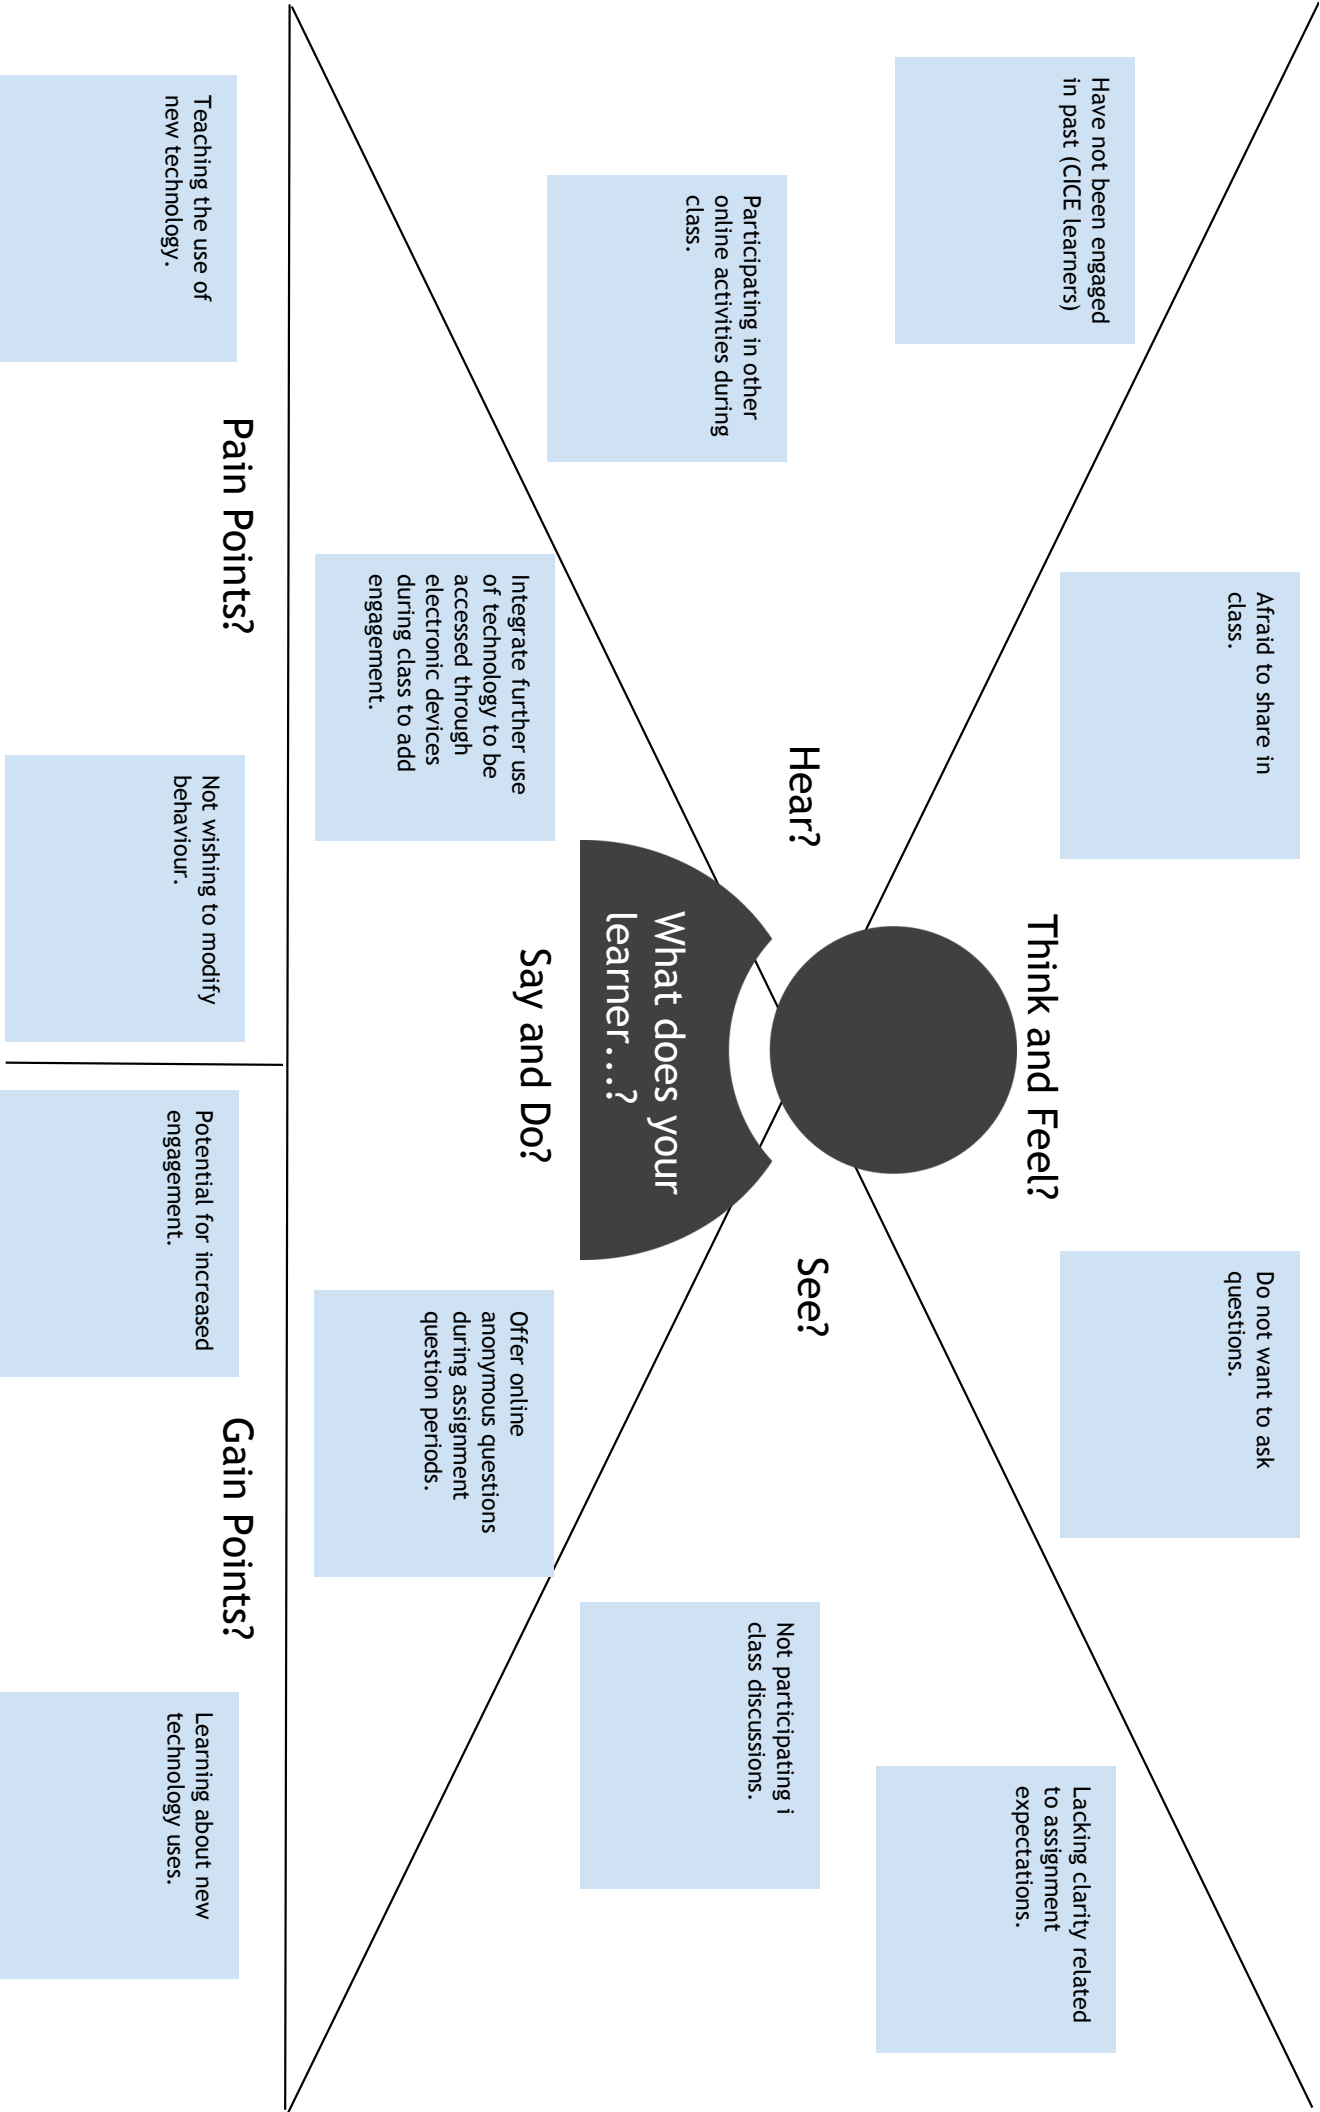 Afraid to share in
class.
Do not want to ask
questions.
Have not been engaged
in past (CICE learners)
Think and Feel?
Lacking clarity related
to assignment
expectations.
Participating in other
online activities during
class.
Hear?
See?
Not participating i
class discussions.
What does your
learner...?
Integrate further use
of technology to be
accessed through
electronic devices
during class to add
engagement.
Say and Do?
Offer online
anonymous questions
during assignment
question periods.
Pain Points?
Gain Points?
Teaching the use of
new technology.
Not wishing to modify
behaviour.
Potential for increased
engagement.
Learning about new
technology uses.